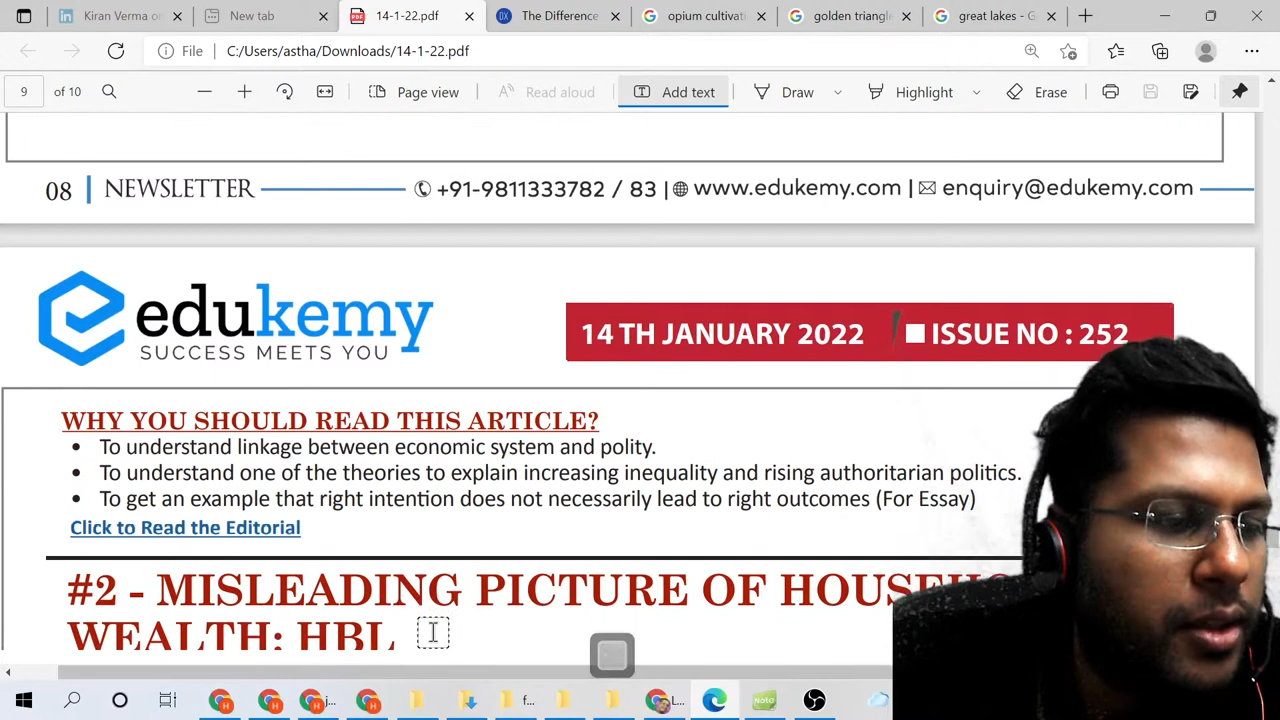 Kiran Verma on
New tab
14-1-22.pdf
The Difference
opium cultivati
golden triangle
great lakes - G
File
C:/Users/astha/Downloads/14-1-22.pdf
9 of 10
Page view
Read aloud
Add text
Draw
Highlight
Erase
08 NEWSLETTER +91-9811333782 / 83 | www.edukemy.com | enquiry@edukemy.com
edukemy
SUCCESS MEETS YOU
14 TH JANUARY 2022 ■ ISSUE NO : 252
WHY YOU SHOULD READ THIS ARTICLE?
• To understand linkage between economic system and polity.
• To understand one of the theories to explain increasing inequality and rising authoritarian politics.
• To get an example that right intention does not necessarily lead to right outcomes (For Essay)
Click to Read the Editorial
#2 - MISLEADING PICTURE OF
WEALTH: HBL